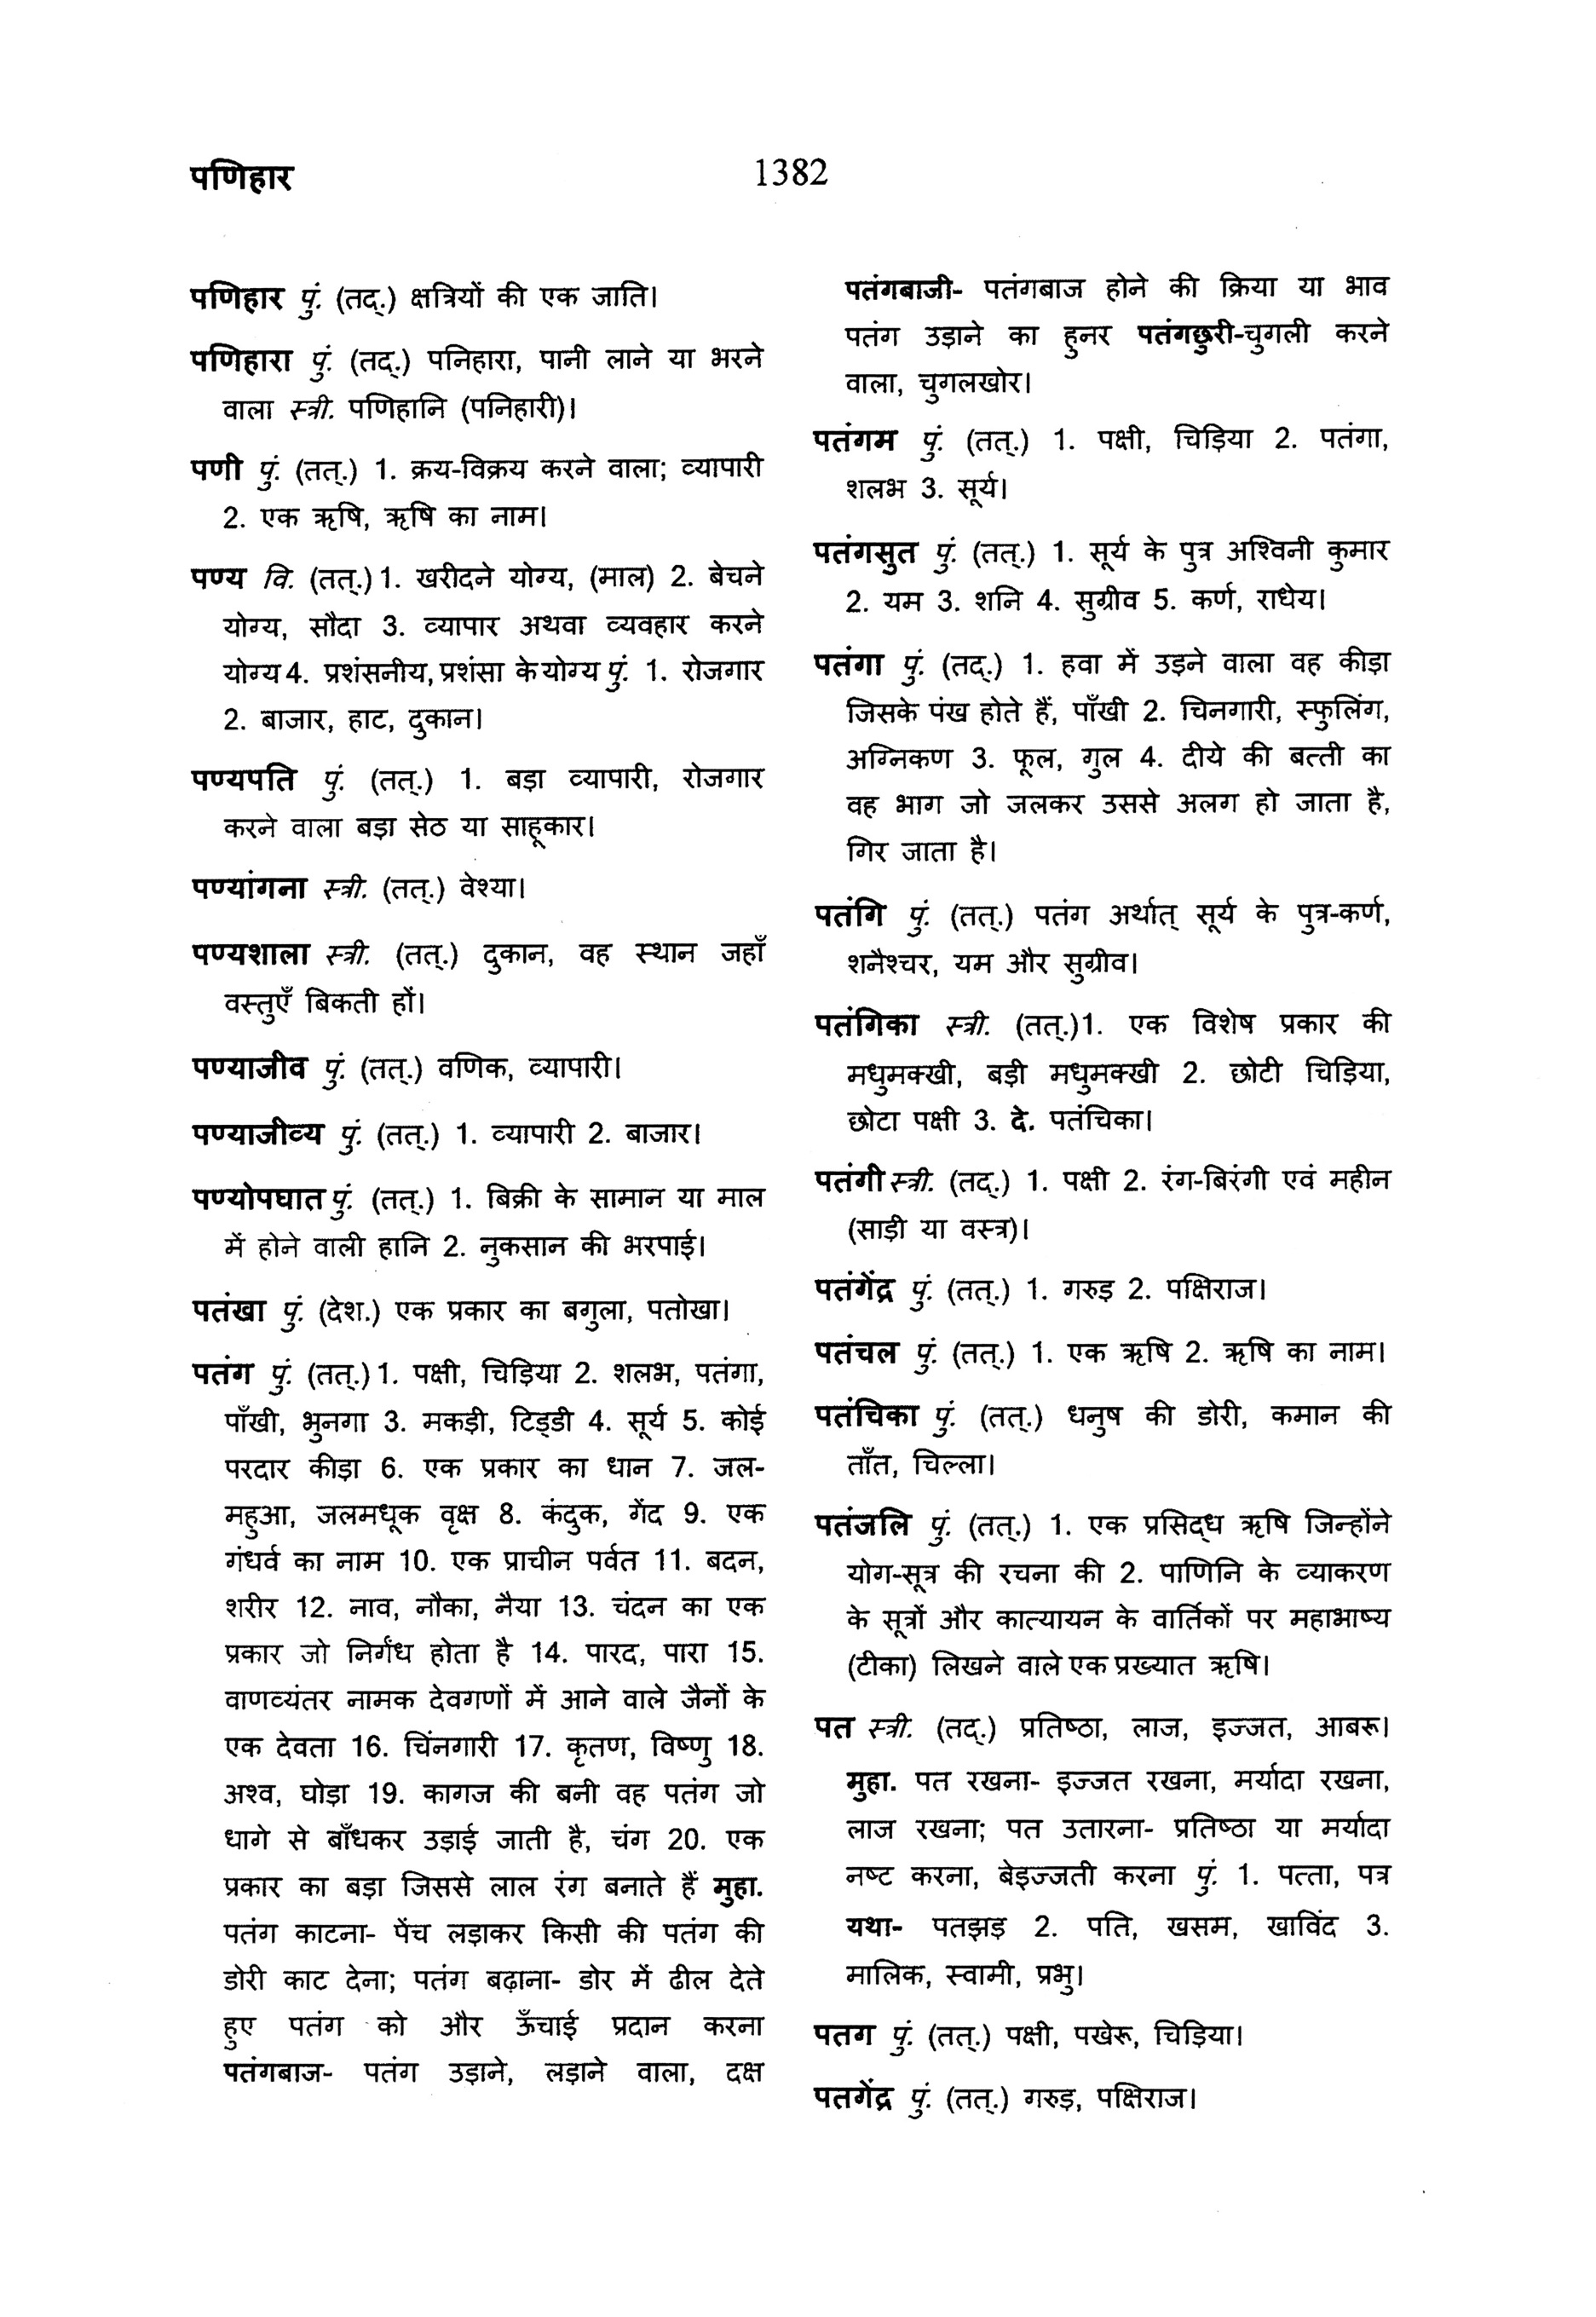 पणिहार
1382
पणिहार पुं. (तद्.) क्षत्रियों की एक जाति।
पणिहारा पुं. (तद्.) पनिहारा, पानी लाने या भरने
वाला स्त्री. पणिहानि (पनिहारी)।
पणी पुं. (तत्.) 1. क्रय-विक्रय करने वाला; व्यापारी
2. एक ऋषि, ऋषि का नाम।
पण्य वि. (तत्.) 1. खरीदने योग्य, (माल) 2. बेचने
योग्य, सौदा 3. व्यापार अथवा व्यवहार करने
योग्य 4. प्रशंसनीय, प्रशंसा के योग्य पुं. 1. रोजगार
2. बाजार, हाट, दुकान।
पण्यपति पुं. (तत्.) 1. बड़ा व्यापारी, रोजगार
करने वाला बड़ा सेठ या साहूकार।
पण्यांगना स्त्री. (तत्.) वेश्या।
पण्यशाला स्त्री. (तत्.) दुकान, वह स्थान जहाँ
वस्तुएँ बिकती हों।
पण्याजीव पुं. (तत्.) वणिक, व्यापारी।
पण्याजीव्य पुं. (तत्.) 1. व्यापारी 2. बाजार।
पण्योपघात पुं. (तत्.) 1. बिक्री के सामान या माल
में होने वाली हानि 2. नुकसान की भरपाई।
पतंखा पुं. (देश.) एक प्रकार का बगुला, पतोखा।
पतंग पुं. (तत्.) 1. पक्षी, चिड़िया 2. शलभ, पतंगा,
पाँखी, भुनगा 3. मकड़ी, टिड्डी 4. सूर्य 5. कोई
परदार कीड़ा 6. एक प्रकार का धान 7. जल-
महुआ, जलमधूक वृक्ष 8. कंदुक, गेंद 9. एक
गंधर्व का नाम 10. एक प्राचीन पर्वत 11. बदन,
शरीर 12. नाव, नौका, नैया 13. चंदन का एक
प्रकार जो निर्गंध होता है 14. पारद, पारा 15.
वाणव्यंतर नामक देवगणों में आने वाले जैनों के
एक देवता 16. चिंनगारी 17. कृतण, विष्णु 18.
अश्व, घोड़ा 19. कागज की बनी वह पतंग जो
धागे से बाँधकर उड़ाई जाती है, चंग 20. एक
प्रकार का बड़ा जिससे लाल रंग बनाते हैं मुहा.
पतंग काटना- पेंच लड़ाकर किसी की पतंग की
डोरी काट देना; पतंग बढ़ाना- डोर में ढील देते
हुए पतंग को और ऊँचाई प्रदान करना
पतंगबाज- पतंग उड़ाने, लड़ाने वाला, दक्ष
पतंगबाजी- पतंगबाज होने की क्रिया या भाव
पतंग उड़ाने का हुनर पतंगछुरी-चुगली करने
वाला, चुगलखोर।
पतंगम पुं. (तत्.) 1. पक्षी, चिड़िया 2. पतंगा,
शलभ 3. सूर्य।
पतंगसुत पुं. (तत्.) 1. सूर्य के पुत्र अश्विनी कुमार
2. यम 3. शनि 4. सुग्रीव 5. कर्ण, राधेय।
पतंगा पुं. (तद्.) 1. हवा में उड़ने वाला वह कीड़ा
जिसके पंख होते हैं, पाँखी 2. चिनगारी, स्फुलिंग,
अग्निकण 3. फूल, गुल 4. दीये की बत्ती का
वह भाग जो जलकर उससे अलग हो जाता है,
गिर जाता है।
पतंगि पुं. (तत्.) पतंग अर्थात् सूर्य के पुत्र-कर्ण,
शनैश्चर, यम और सुग्रीव।
पतंगिका स्त्री. (तत्.)1. एक विशेष प्रकार की
मधुमक्खी, बड़ी मधुमक्खी 2. छोटी चिड़िया,
छोटा पक्षी 3. दे. पतंचिका।
पतंगी स्त्री. (तद्.) 1. पक्षी 2. रंग-बिरंगी एवं महीन
(साड़ी या वस्त्र)।
पतंगेंद्र पुं. (तत्.) 1. गरुड़ 2. पक्षिराज।
पतंचल पुं. (तत्.) 1. एक ऋषि 2. ऋषि का नाम।
पतंचिका पुं. (तत्.) धनुष की डोरी, कमान की
ताँत, चिल्ला।
पतंजलि पुं. (तत्.) 1. एक प्रसिद्ध ऋषि जिन्होंने
योग-सूत्र की रचना की 2. पाणिनि के व्याकरण
के सूत्रों और कात्यायन के वार्तिकों पर महाभाष्य
(टीका) लिखने वाले एक प्रख्यात ऋषि।
पत स्त्री. (तद्.) प्रतिष्ठा, लाज, इज्जत, आबरू।
मुहा. पत रखना- इज्जत रखना, मर्यादा रखना,
लाज रखना; पत उतारना- प्रतिष्ठा या मर्यादा
नष्ट करना, बेइज्जती करना पुं. 1. पत्ता, पत्र
यथा- पतझड़ 2. पति, खसम, खाविंद 3.
मालिक, स्वामी, प्रभु।
पतग पुं. (तत्.) पक्षी, पखेरू, चिड़िया।
पतगेंद्र पुं. (तत्.) गरुड़, पक्षिराज।